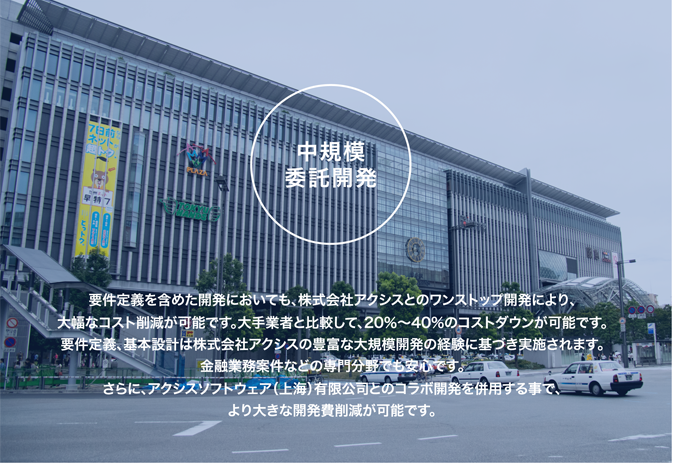 中規模
委託開発
早特7
要件定義を含めた開発においても、株式会社アクシスとのワンストップ開発により、
大幅なコスト削減が可能です。大手業者と比較して、20%〜40%のコストダウンが可能です。
要件定義、基本設計は株式会社アクシスの豊富な大規模開発の経験に基づき実施されます。
金融業務案件などの専門分野でも安心です。
さらに、アクシスソフトウェア（上海）有限公司とのコラボ開発を併用する事で、
より大きな開発費削減が可能です。